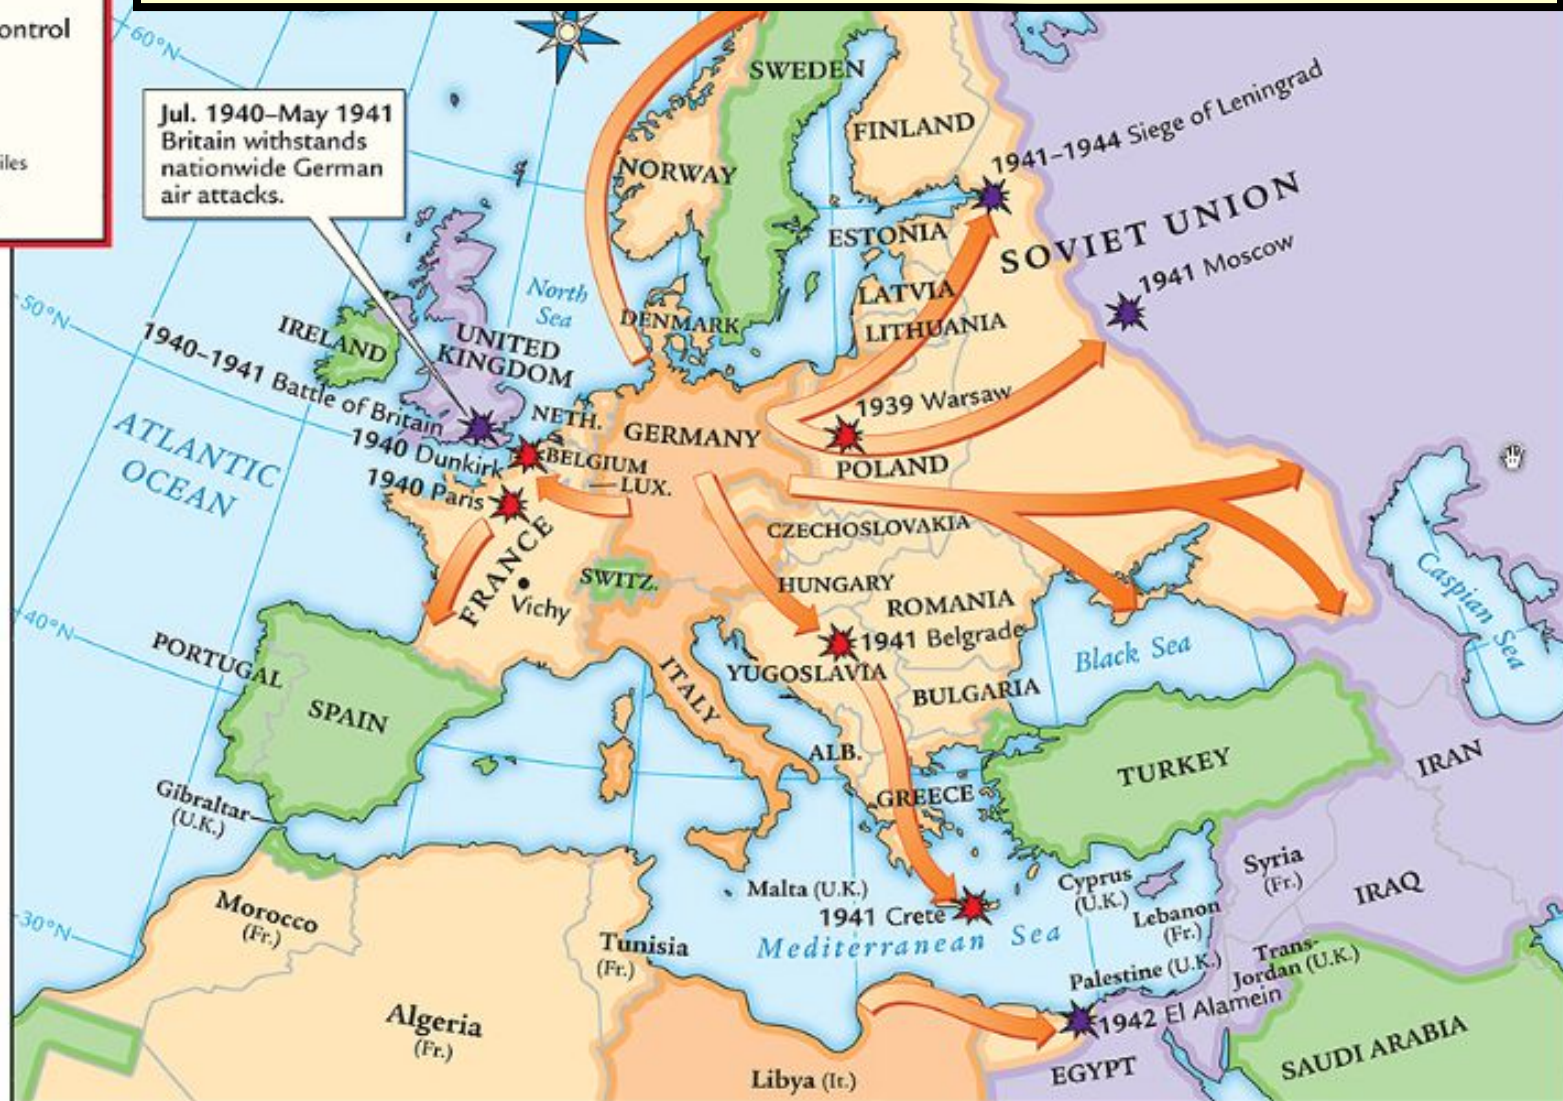 ontrol
iles
60°N
Jul. 1940–May 1941
Britain withstands
nationwide German
air attacks.
SWEDEN
FINLAND
NORWAY
1941–1944 Siege of Leningrad
SOVIET UNION
ESTONIA
1941 Moscow
LATVIA
LITHUANIA
North
Sea
DENMARK
50°N
IRELAND
UNITED
KINGDOM
1940–1941 Battle of Britain
NETH.
GERMANY
1939 Warsaw
POLAND
ATLANTIC
OCEAN
1940 Dunkirk
BELGIUM
LUX.
1940 Paris
CZECHOSLOVAKIA
FRANCE
SWITZ.
Vichy
HUNGARY
ROMANIA
Caspian Sea
40°N
1941 Belgrade
Black Sea
PORTUGAL
SPAIN
ITALY
YUGOSLAVIA
BULGARIA
ALB.
TURKEY
IRAN
GREECE
Gibraltar
(U.K.)
Malta (U.K.)
Cyprus
(U.K.)
Syria
(Fr.)
IRAQ
1941 Crete
Lebanon
(Fr.)
30°N
Morocco
(Fr.)
Tunisia
(Fr.)
Mediterranean Sea
Palestine (U.K.)
Trans-
Jordan (U.K.)
Algeria
(Fr.)
1942 El Alamein
Libya (It.)
EGYPT
SAUDI ARABIA